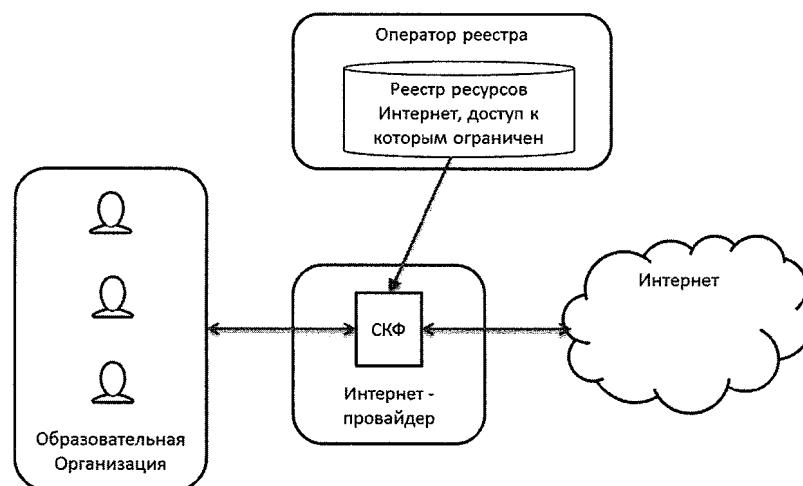 Оператор реестра
Реестр ресурсов
Интернет, доступ к
которым ограничен
Интернет
СКФ
Интернет -
провайдер
Образовательная
Организация